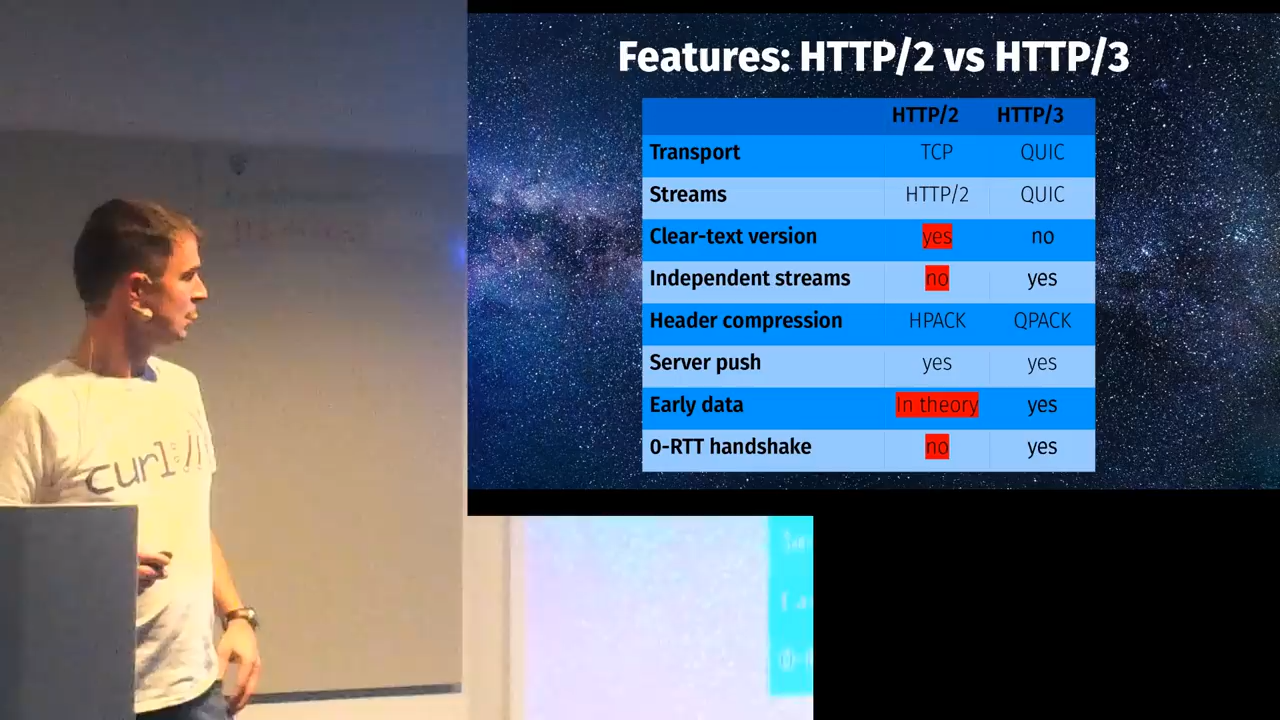 Features: HTTP/2 vs HTTP/3
HTTP/2 HTTP/3
Transport TCP QUIC
Streams HTTP/2 QUIC
Clear-text version yes no
Independent streams no yes
Header compression HPACK QPACK
Server push yes yes
Early data In theory yes
0-RTT handshake no yes
curl://